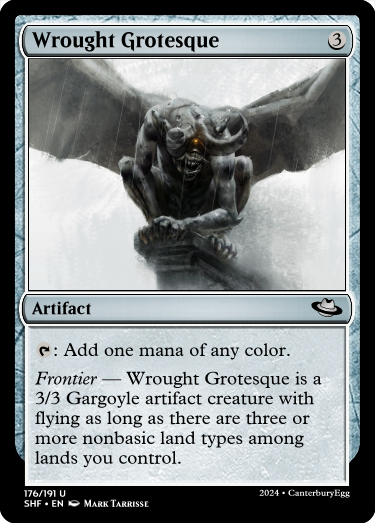 Wrought Grotesque 3
Artifact
: Add one mana of any color.
Frontier — Wrought Grotesque is a
3/3 Gargoyle artifact creature with
flying as long as there are three or
more nonbasic land types among
lands you control.
176/191 U
SHF • EN Mark Tarrisse
2024 • CanterburyEgg